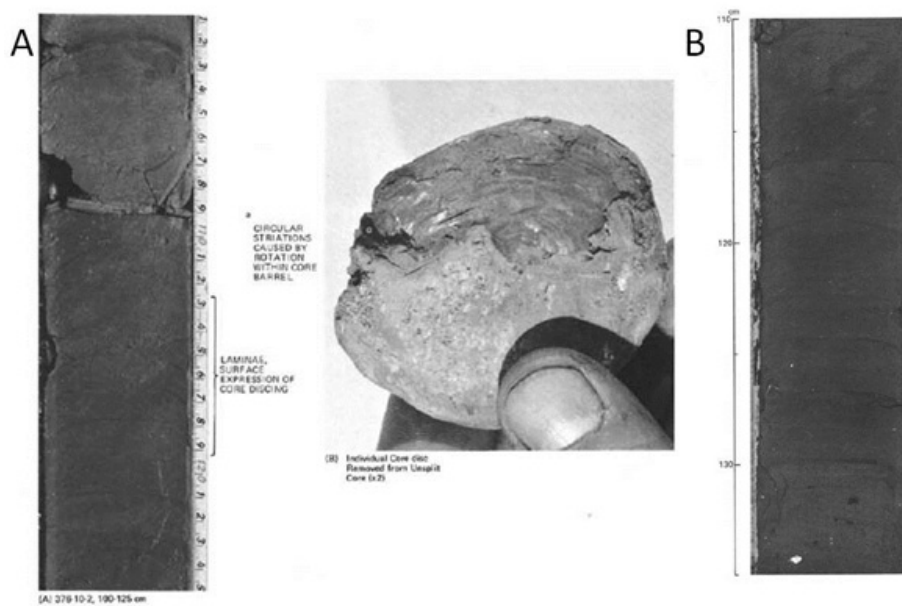 A
a
CIRCULAR
STRIATIONS
CAUSED BY
ROTATION
WITHIN CORE
BARREL
LAMINAE,
SURFACE
EXPRESSION OF
CORE DISCING
(A) 378-10-2, 100-125 cm
(B) Individual Core disc
Removed from Unsplit
Core (x2)
B
cm
110
120
130